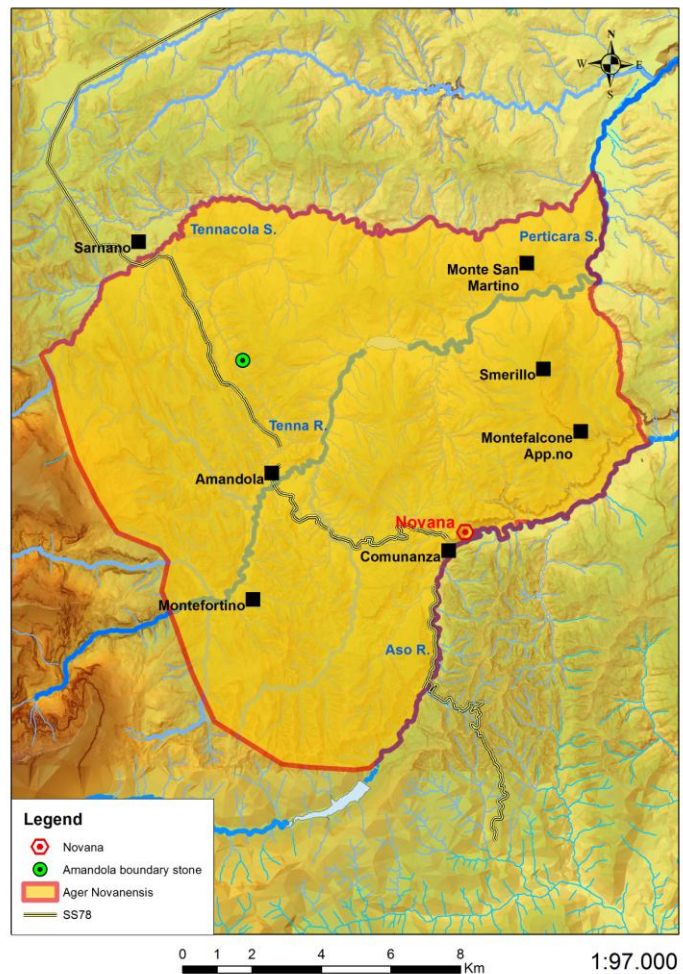 N
W E
S
Tennacola S.
Perticara S.
Sarnano
Monte San
Martino
Smerillo
Tenna R.
Montefalcone
App.no
Amandola
Novana
Comunanza
Montefortino
Aso R.
Legend
Novana
Amandola boundary stone
Ager Novanensis
SS78
0 1 2 4 6 8
Km
1:97.000